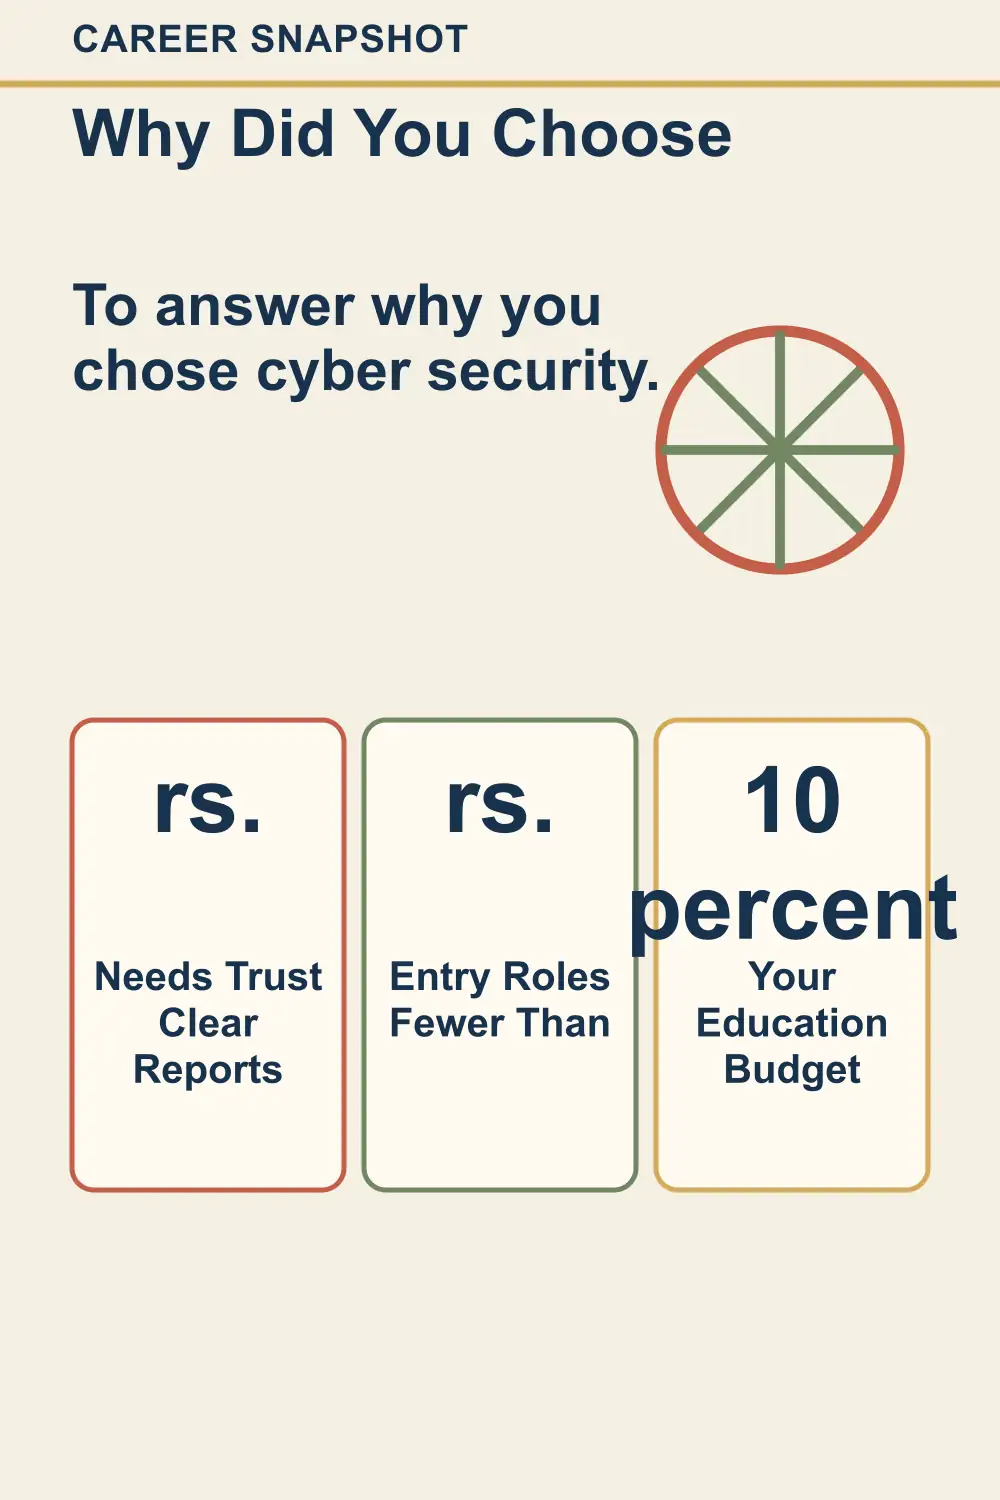 CAREER SNAPSHOT
Why Did You Choose
To answer why you
chose cyber security.
rs.
Needs Trust
Clear
Reports
rs.
Entry Roles
Fewer Than
10
percent
Your
Education
Budget